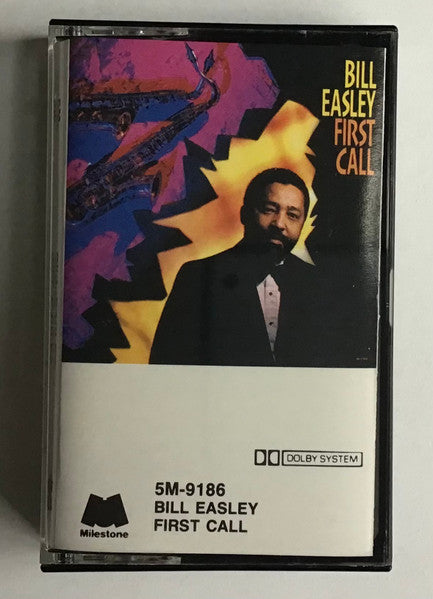 BILL
EASLEY
FIRST
CALL
DOLBY SYSTEM
5M-9186
BILL EASLEY
FIRST CALL
Milestone